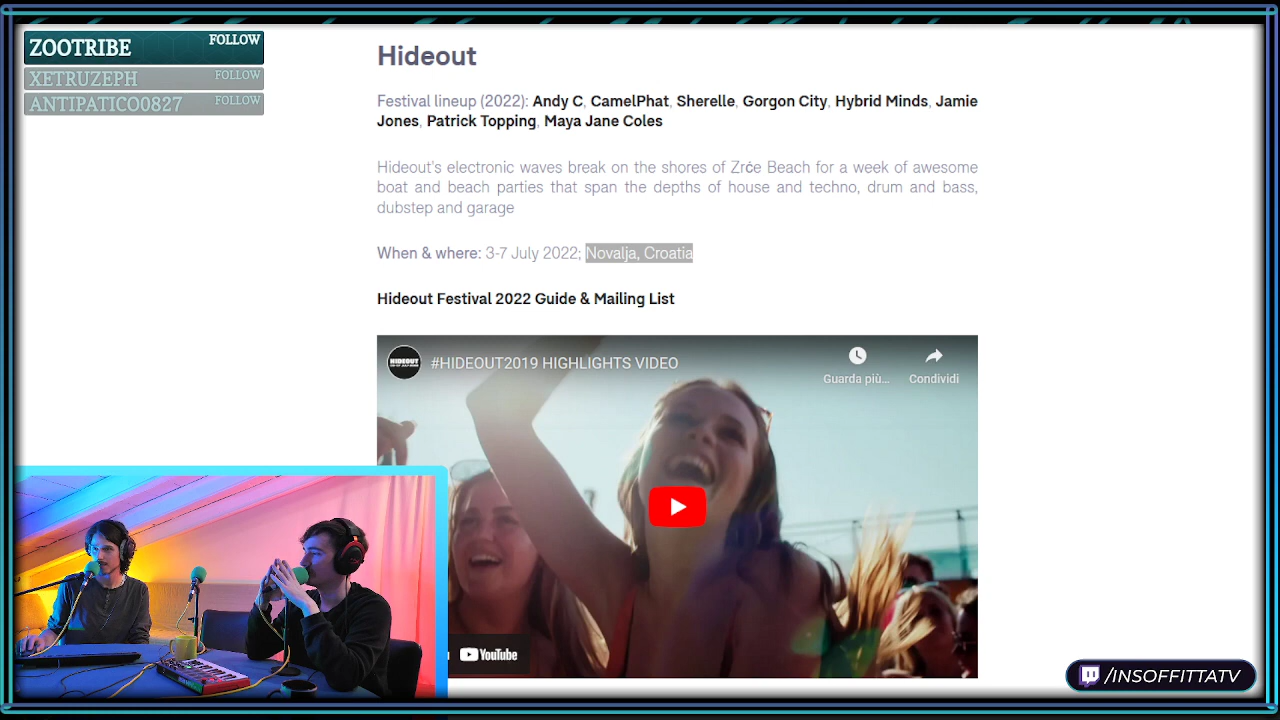 ZOOTRIBE FOLLOW
XETRUZEPH FOLLOW
ANTIPATICO0827 FOLLOW
Hideout
Festival lineup (2022): Andy C, CamelPhat, Sherelle, Gorgon City, Hybrid Minds, Jamie
Jones, Patrick Topping, Maya Jane Coles
Hideout's electronic waves break on the shores of Zrće Beach for a week of awesome
boat and beach parties that span the depths of house and techno, drum and bass,
dubstep and garage
When & where: 3-7 July 2022; Novalja, Croatia
Hideout Festival 2022 Guide & Mailing List
HIDEOUT
#HIDEOUT2019 HIGHLIGHTS VIDEO
Guarda più...
Condividi
YouTube
/INSOFFITTATV